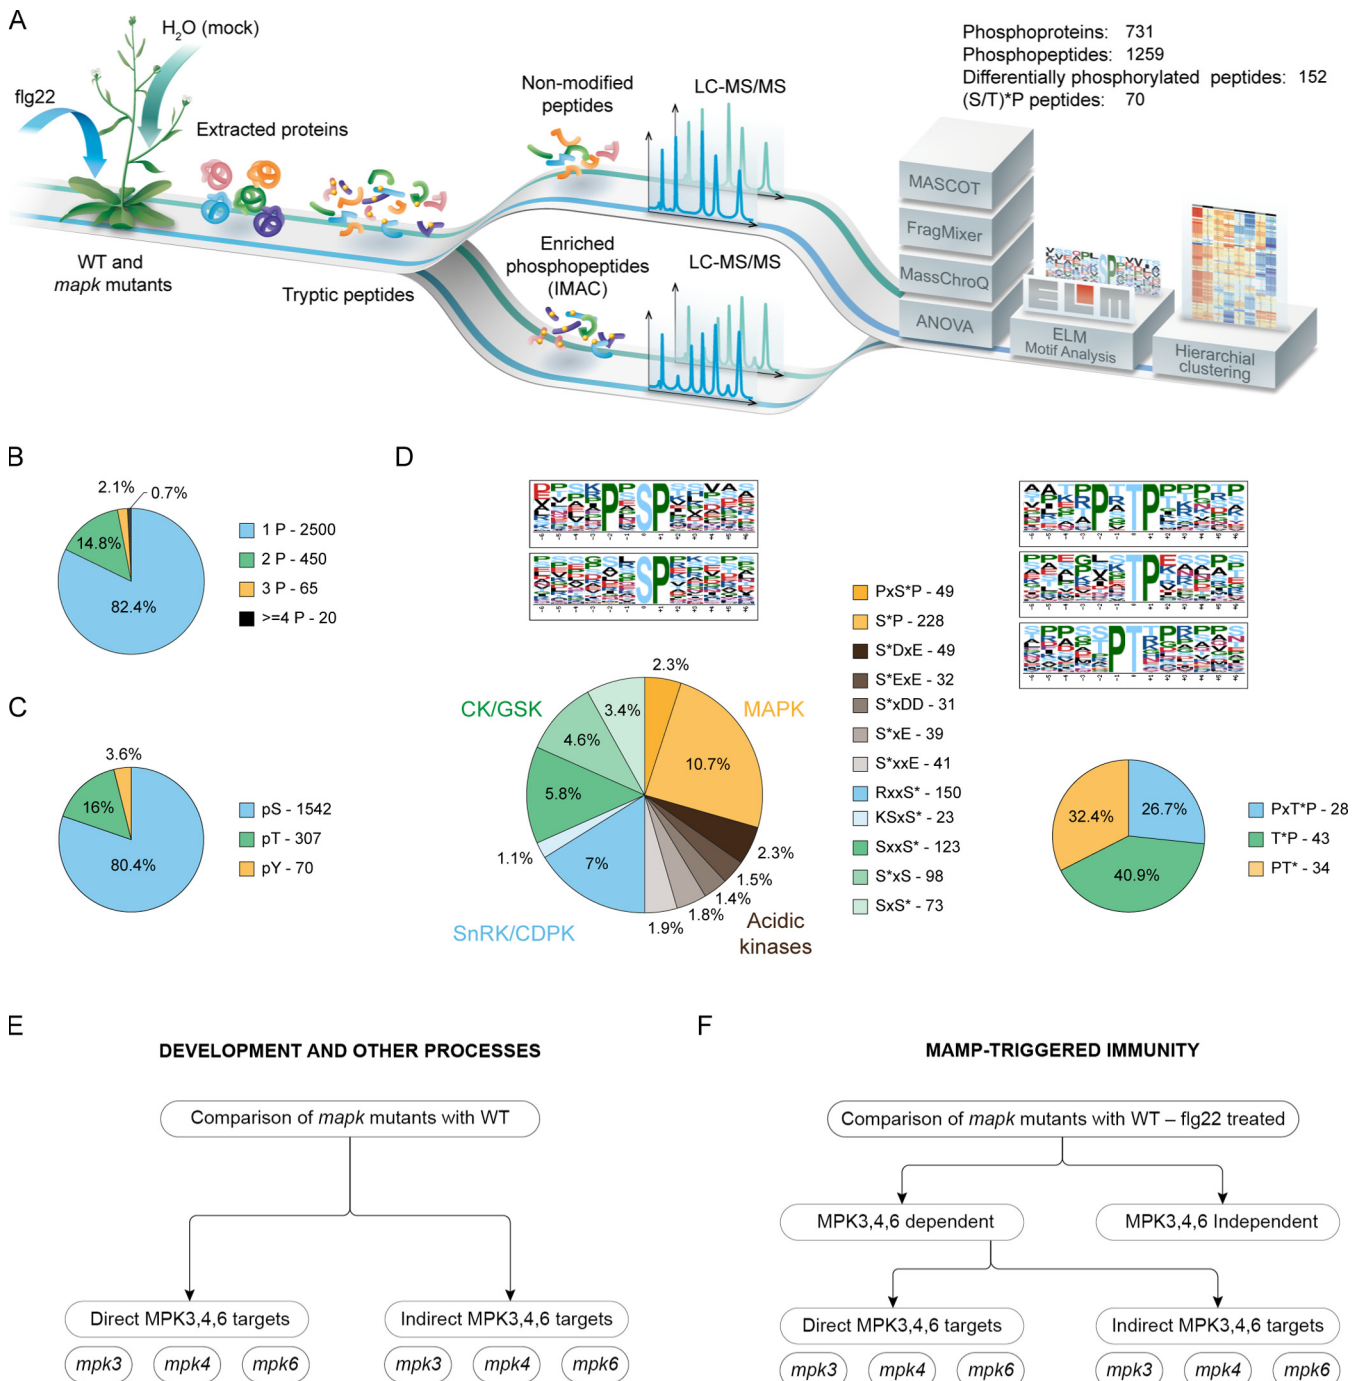 A
H2O (mock)
flg22
Extracted proteins
WT and
mapk mutants
Tryptic peptides
Non-modified
peptides
LC-MS/MS
Enriched
phosphopeptides
(IMAC)
LC-MS/MS
Phosphoproteins: 731
Phosphopeptides: 1259
Differentially phosphorylated peptides: 152
(S/T)*P peptides: 70
MASCOT
FragMixer
MassChroQ
ANOVA
ELM
ELM
Motif Analysis
Hierarchial
clustering
B
2.1%
0.7%
14.8%
82.4%
1 P - 2500
2 P - 450
3 P - 65
>=4 P - 20
C
3.6%
16%
80.4%
pS - 1542
pT - 307
pY - 70
D
CK/GSK
MAPK
SnRK/CDPK
Acidic
kinases
2.3%
10.7%
2.3%
1.5%
1.4%
1.8%
1.9%
7%
1.1%
5.8%
4.6%
3.4%
PxS*P - 49
S*P - 228
S*DxE - 49
S*ExE - 32
S*xDD - 31
S*xE - 39
S*xxE - 41
RxxS* - 150
KSxS* - 23
SxxS* - 123
S*xS - 98
SxS* - 73
32.4%
26.7%
40.9%
PxT*P - 28
T*P - 43
PT* - 34
E
DEVELOPMENT AND OTHER PROCESSES
Comparison of mapk mutants with WT
Direct MPK3,4,6 targets
Indirect MPK3,4,6 targets
mpk3 mpk4 mpk6
mpk3 mpk4 mpk6
F
MAMP-TRIGGERED IMMUNITY
Comparison of mapk mutants with WT – flg22 treated
MPK3,4,6 dependent
MPK3,4,6 Independent
Direct MPK3,4,6 targets
Indirect MPK3,4,6 targets
mpk3 mpk4 mpk6
mpk3 mpk4 mpk6